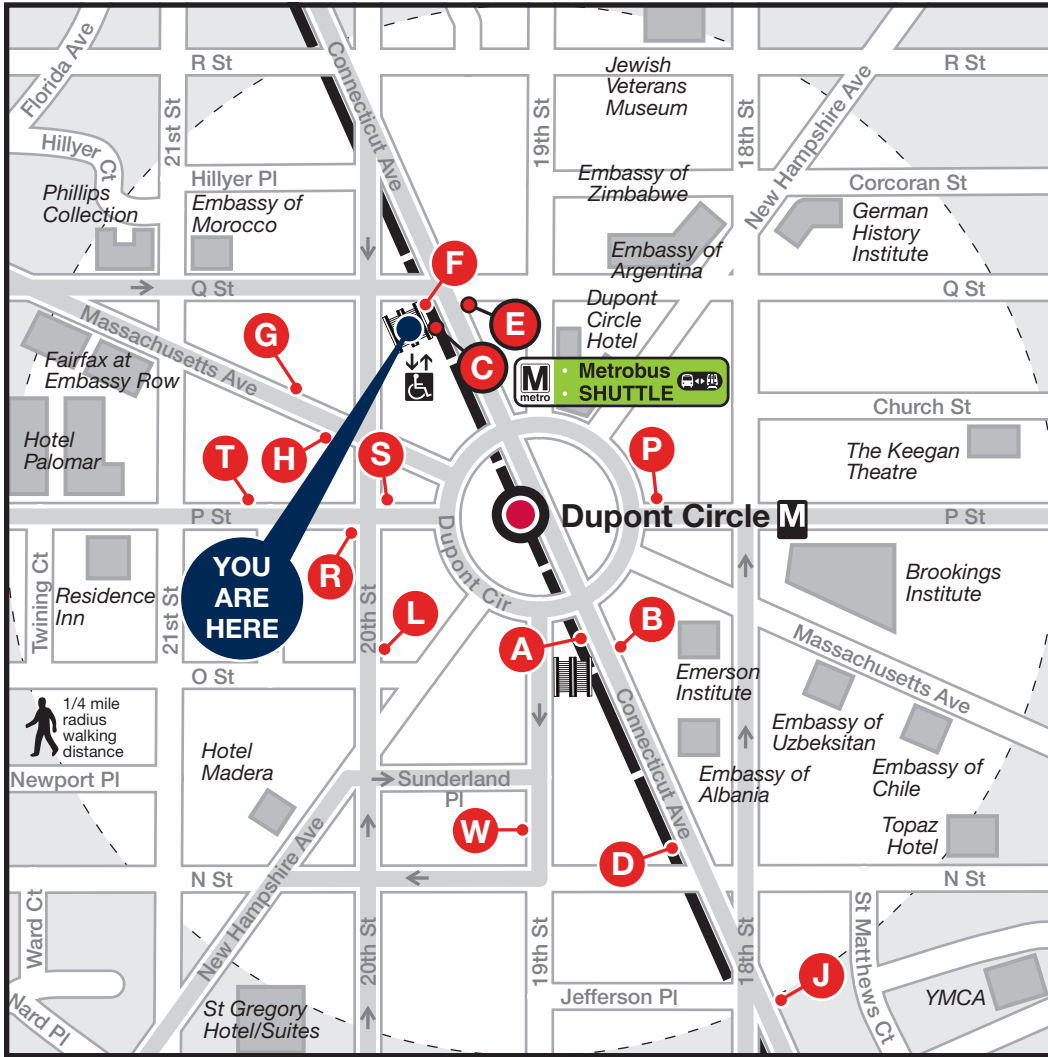 Florida Ave
R St
Connecticut Ave
Jewish
Veterans
Museum
R St
21st St
19th St
18th St
New Hampshire Ave
Hillyer Ct
Hillyer Pl
Phillips
Collection
Embassy of
Morocco
Embassy of
Zimbabwe
Corcoran St
German
History
Institute
Embassy of
Argentina
F
Q St
Q St
Massachusetts Ave
E
Dupont
Circle
Hotel
G
C
Fairfax at
Embassy Row
M
metro
· Metrobus
· SHUTTLE
Church St
Hotel
Palomar
The Keegan
Theatre
T
H
S
P
P St
Dupont Circle M
P St
Dupont Cir
YOU
ARE
HERE
R
Twining Ct
Residence
Inn
21st St
20th St
L
Brookings
Institute
A
B
Massachusetts Ave
O St
Emerson
Institute
1/4 mile
radius
walking
distance
Embassy of
Uzbeksitan
Hotel
Madera
Connecticut Ave
Newport Pl
Sunderland
Pl
Embassy of
Albania
Embassy of
Chile
W
D
Topaz
Hotel
New Hampshire Ave
N St
N St
Ward Ct
20th St
19th St
18th St
St Matthews Ct
J
Ward Pl
St Gregory
Hotel/Suites
Jefferson Pl
YMCA